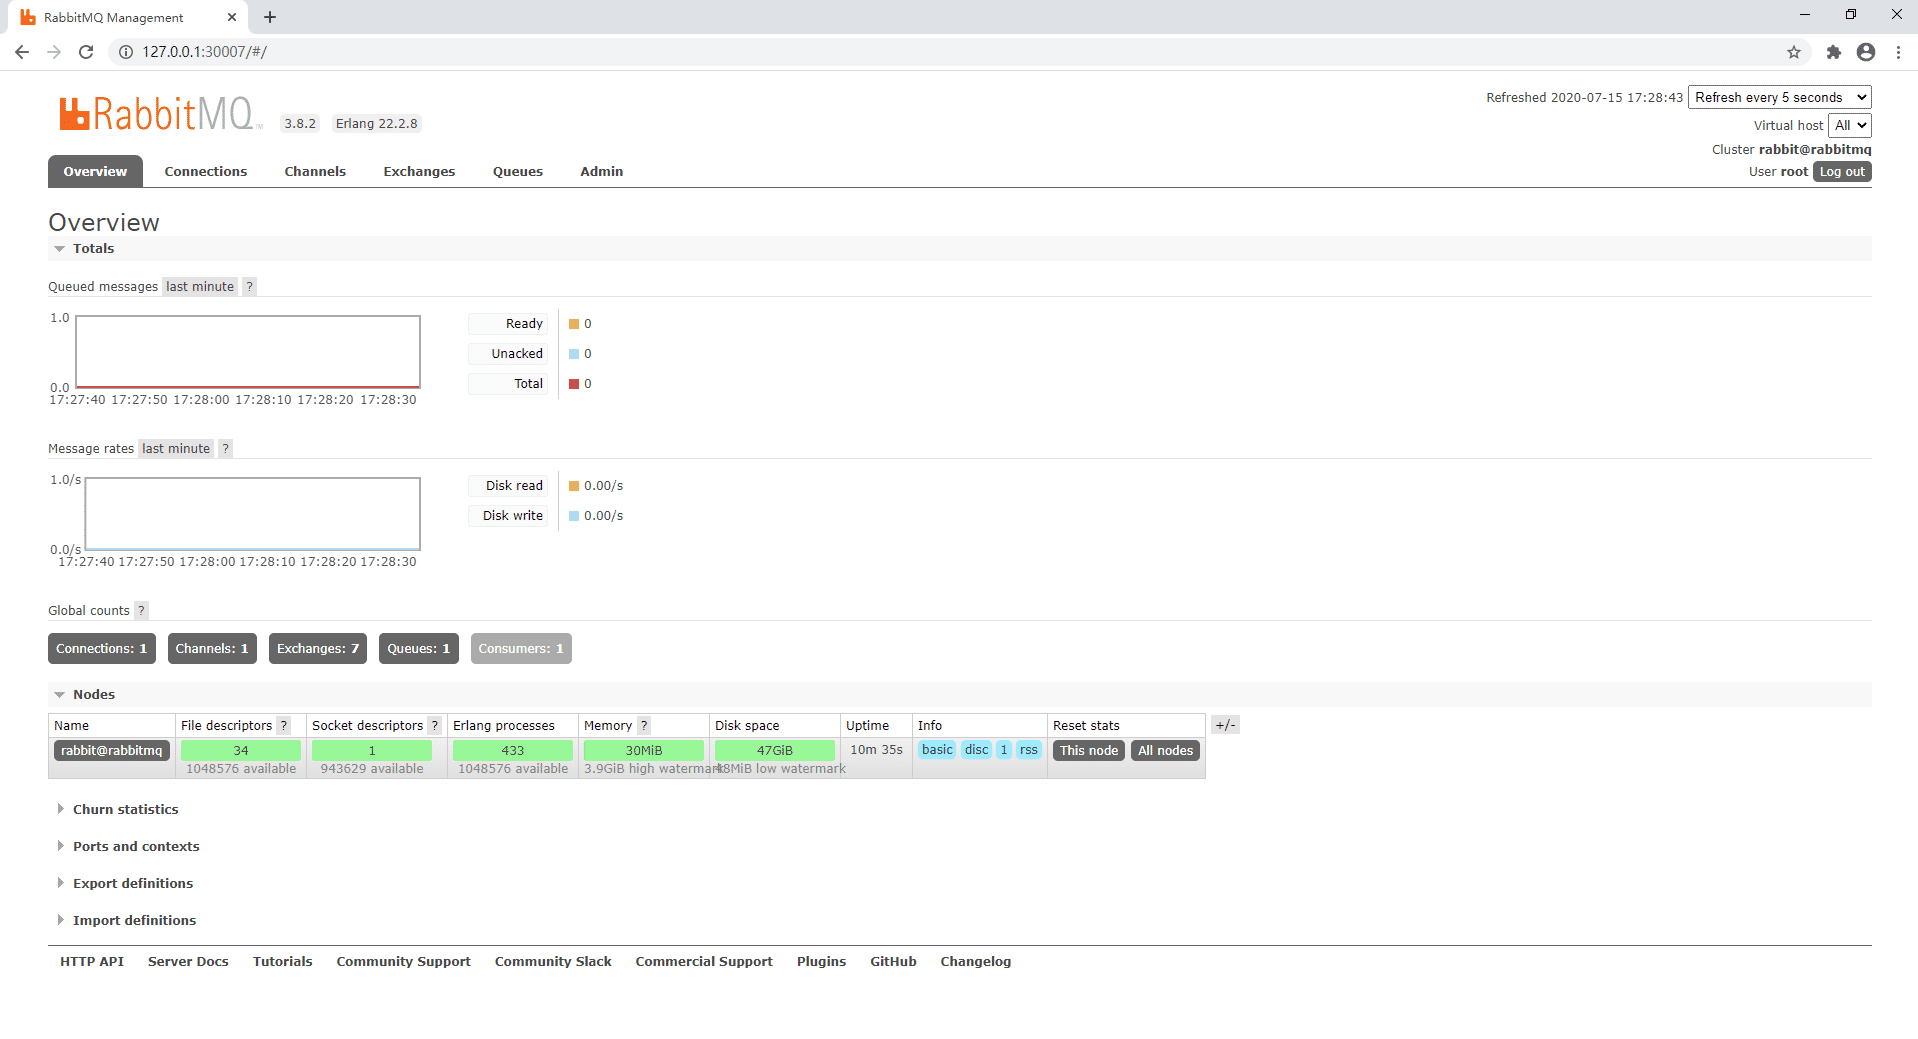 RabbitMQ Management
127.0.0.1:30007/#/
RabbitMQ TM 3.8.2 Erlang 22.2.8
Refreshed 2020-07-15 17:28:43 Refresh every 5 seconds
Virtual host All
Cluster rabbit@rabbitmq
User root Log out
Overview Connections Channels Exchanges Queues Admin
Overview
Totals
Queued messages last minute ?
1.0
0.0
17:27:40 17:27:50 17:28:00 17:28:10 17:28:20 17:28:30
Ready 0
Unacked 0
Total 0
Message rates last minute ?
1.0/s
0.0/s
17:27:40 17:27:50 17:28:00 17:28:10 17:28:20 17:28:30
Disk read 0.00/s
Disk write 0.00/s
Global counts ?
Connections: 1 Channels: 1 Exchanges: 7 Queues: 1 Consumers: 1
Nodes
Name File descriptors ? Socket descriptors ? Erlang processes Memory ? Disk space Uptime Info Reset stats +/-
rabbit@rabbitmq 34 1 433 30MiB 47GiB 10m 35s basic disc 1 rss This node All nodes
1048576 available 943629 available 1048576 available 3.9GiB high watermark 48MiB low watermark
Churn statistics
Ports and contexts
Export definitions
Import definitions
HTTP API Server Docs Tutorials Community Support Community Slack Commercial Support Plugins GitHub Changelog